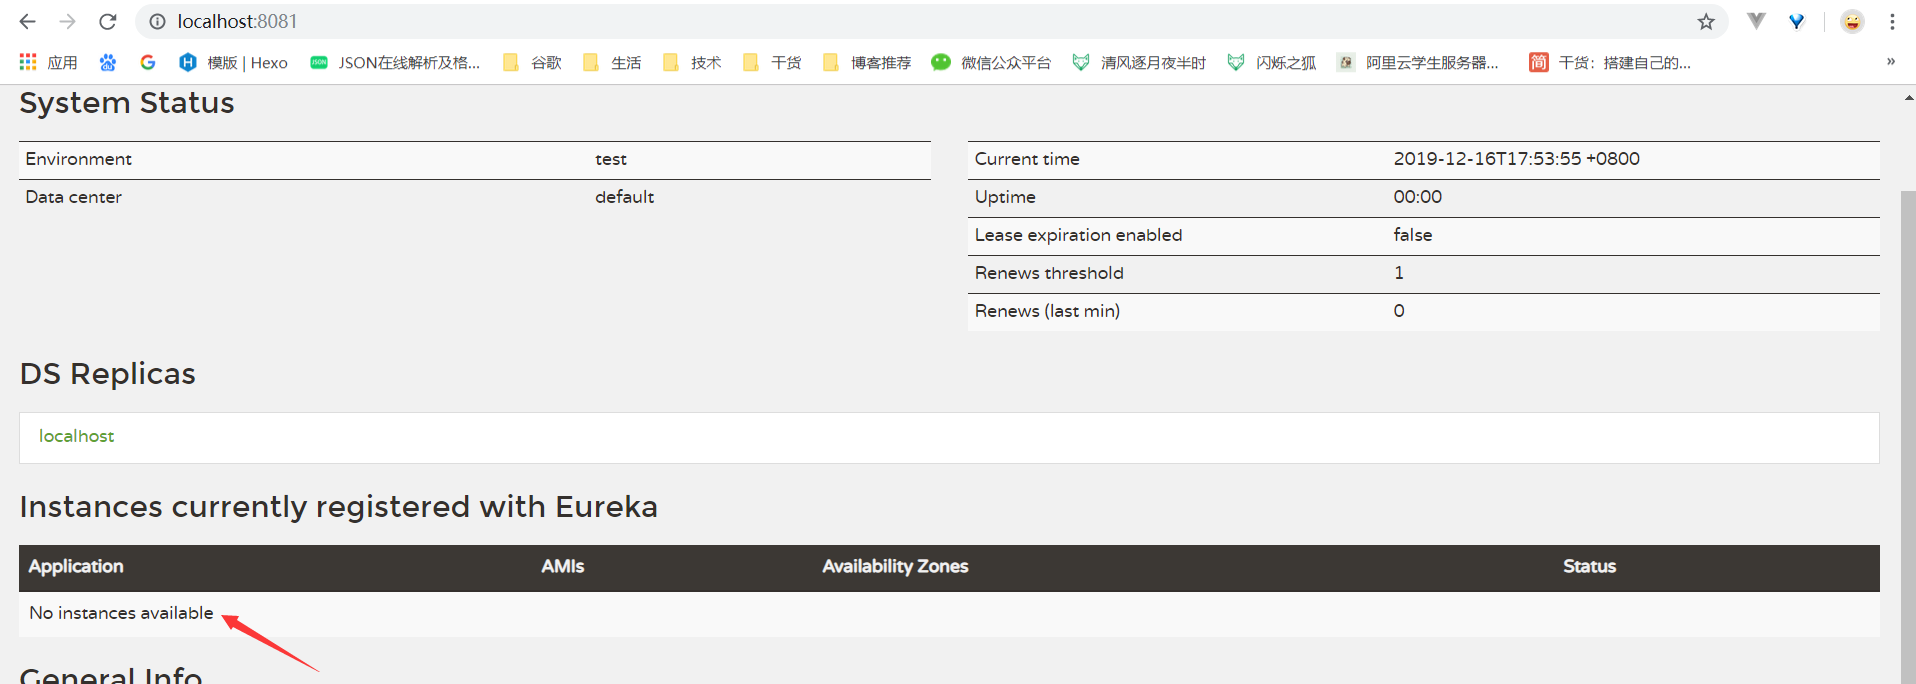 localhost:8081
应用 模版 | Hexo JSON在线解析及格... 谷歌 生活 技术 干货 博客推荐 微信公众平台 清风逐月夜半时 闪烁之狐 阿里云学生服务器... 简 干货：搭建自己的... »
System Status
Environment test
Data center default
Current time 2019-12-16T17:53:55 +0800
Uptime 00:00
Lease expiration enabled false
Renews threshold 1
Renews (last min) 0
DS Replicas
localhost
Instances currently registered with Eureka
Application AMIs Availability Zones Status
No instances available
General Info